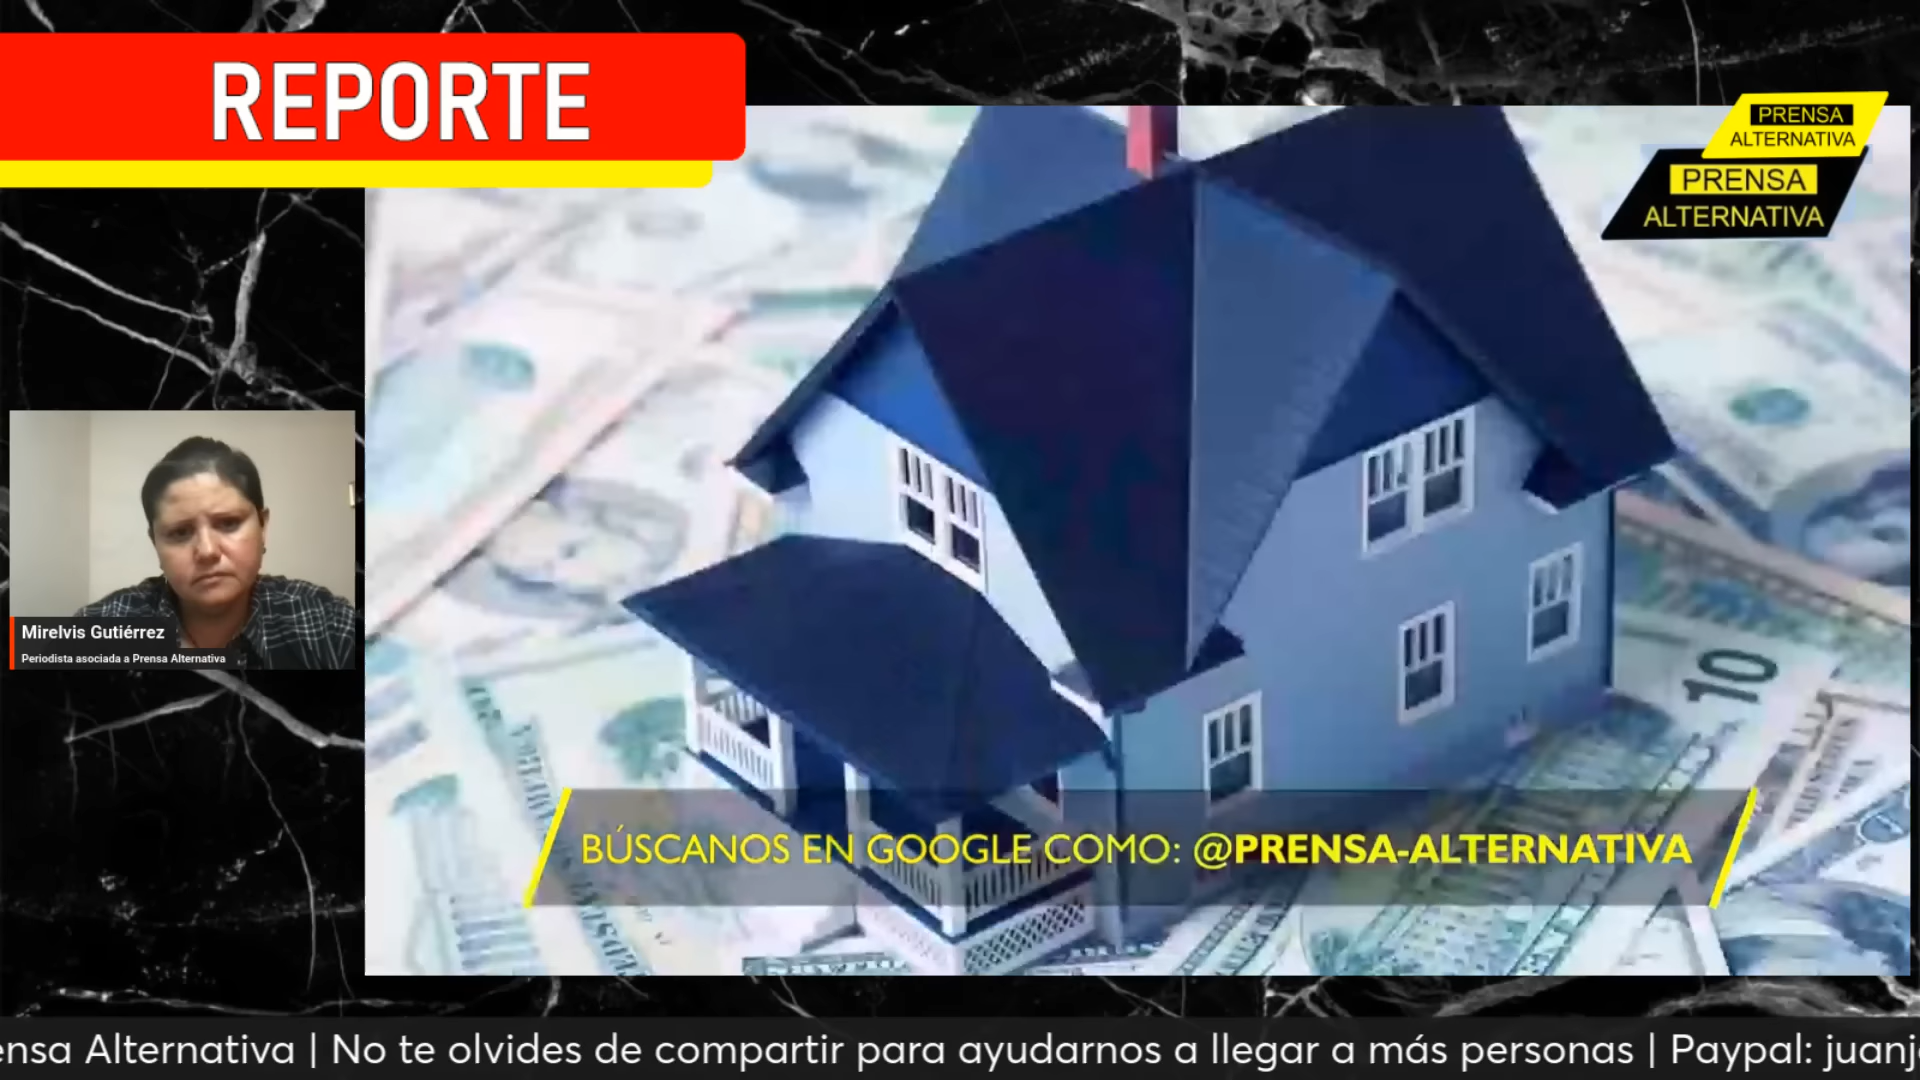 REPORTE
PRENSA
ALTERNATIVA
PRENSA
ALTERNATIVA
Mirelvis Gutiérrez
Periodista asociada a Prensa Alternativa
10
BÚSCANOS EN GOOGLE COMO: @PRENSA-ALTERNATIVA
ensa Alternativa | No te olvides de compartir para ayudarnos a llegar a más personas | Paypal: juanj